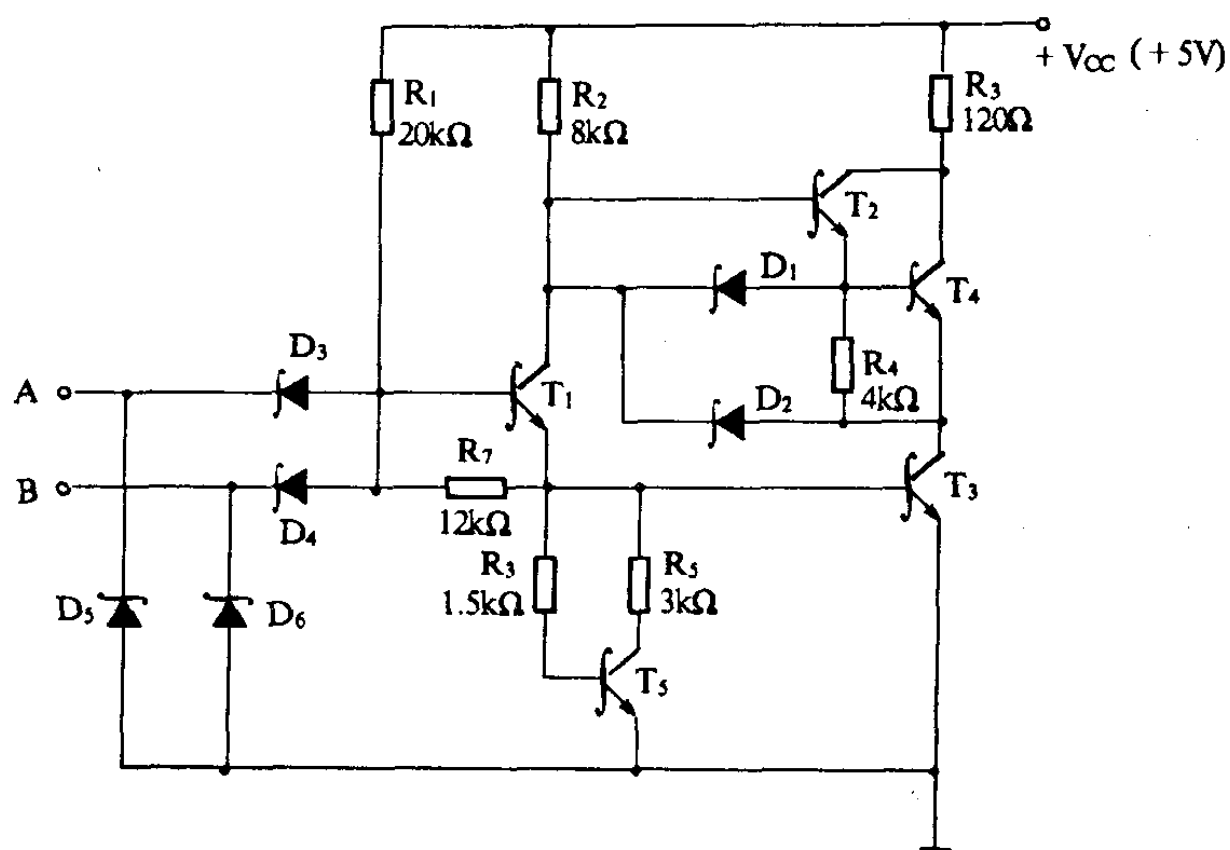 + V_CC (+5V)
R₁
20kΩ
R₂
8kΩ
R₃
120Ω
T₂
D₁
T₄
D₃
A
T₁
R₄
4kΩ
D₂
R₇
B
T₃
12kΩ
D₄
R₃
1.5kΩ
R₅
3kΩ
D₅
D₆
T₅